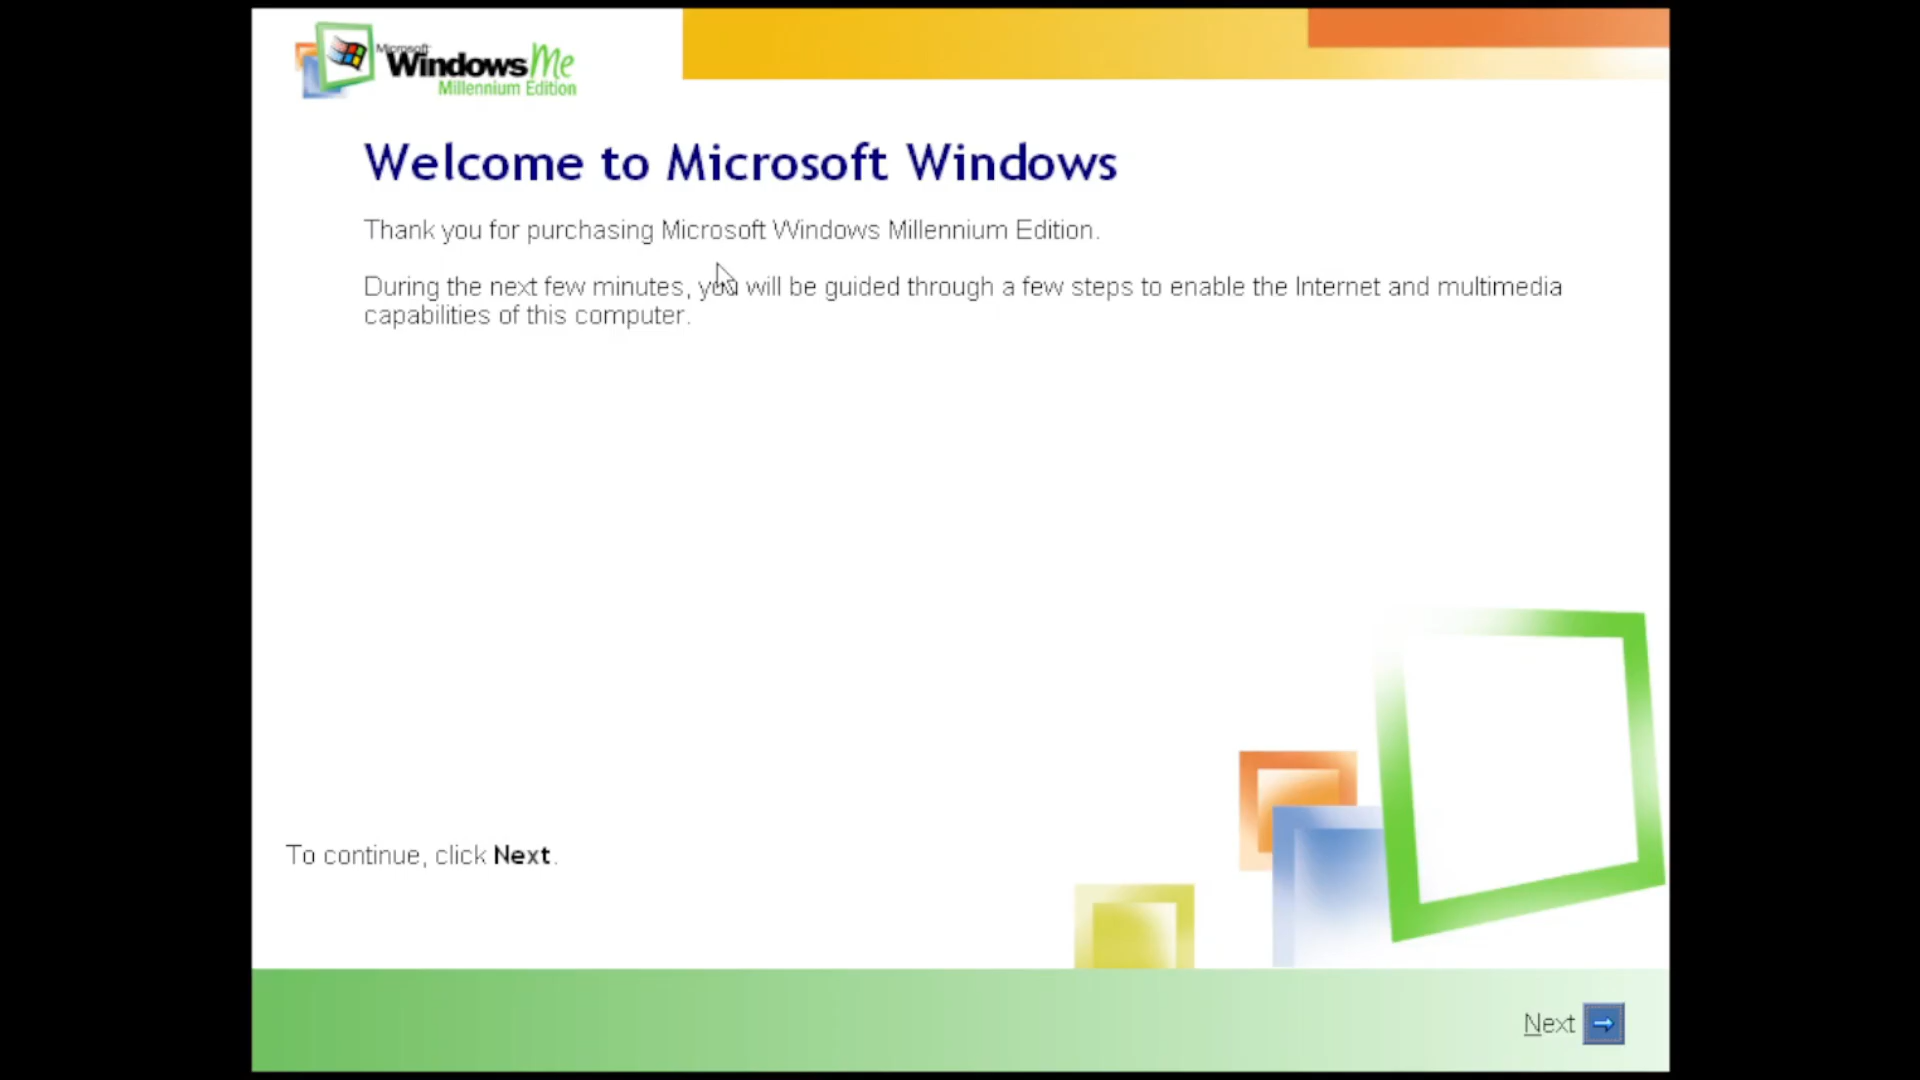 Microsoft
Windows Me
Millennium Edition
Welcome to Microsoft Windows
Thank you for purchasing Microsoft Windows Millennium Edition.
During the next few minutes, you will be guided through a few steps to enable the Internet and multimedia
capabilities of this computer.
To continue, click Next.
Next